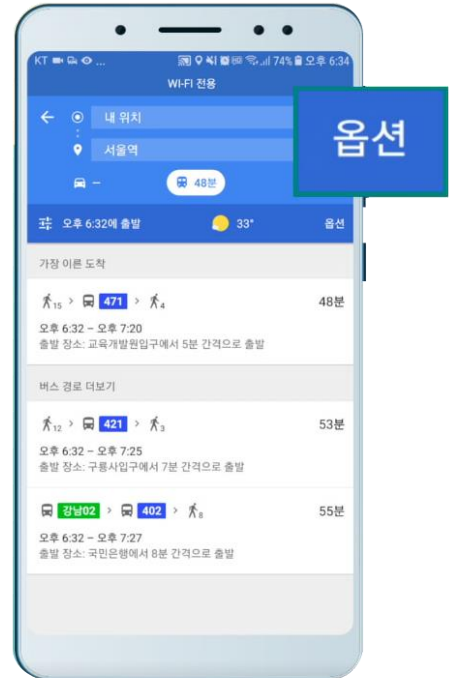 KT ... 74% 오후 6:34
WI-FI 전용
내 위치
서울역
옵션
– 48분
오후 6:32에 출발 33° 옵션
가장 이른 도착
15 > 471 > 4 48분
오후 6:32 – 오후 7:20
출발 장소: 교육개발원입구에서 5분 간격으로 출발
버스 경로 더보기
12 > 421 > 3 53분
오후 6:32 – 오후 7:25
출발 장소: 구룡사입구에서 7분 간격으로 출발
강남02 > 402 > 8 55분
오후 6:32 – 오후 7:27
출발 장소: 국민은행에서 8분 간격으로 출발